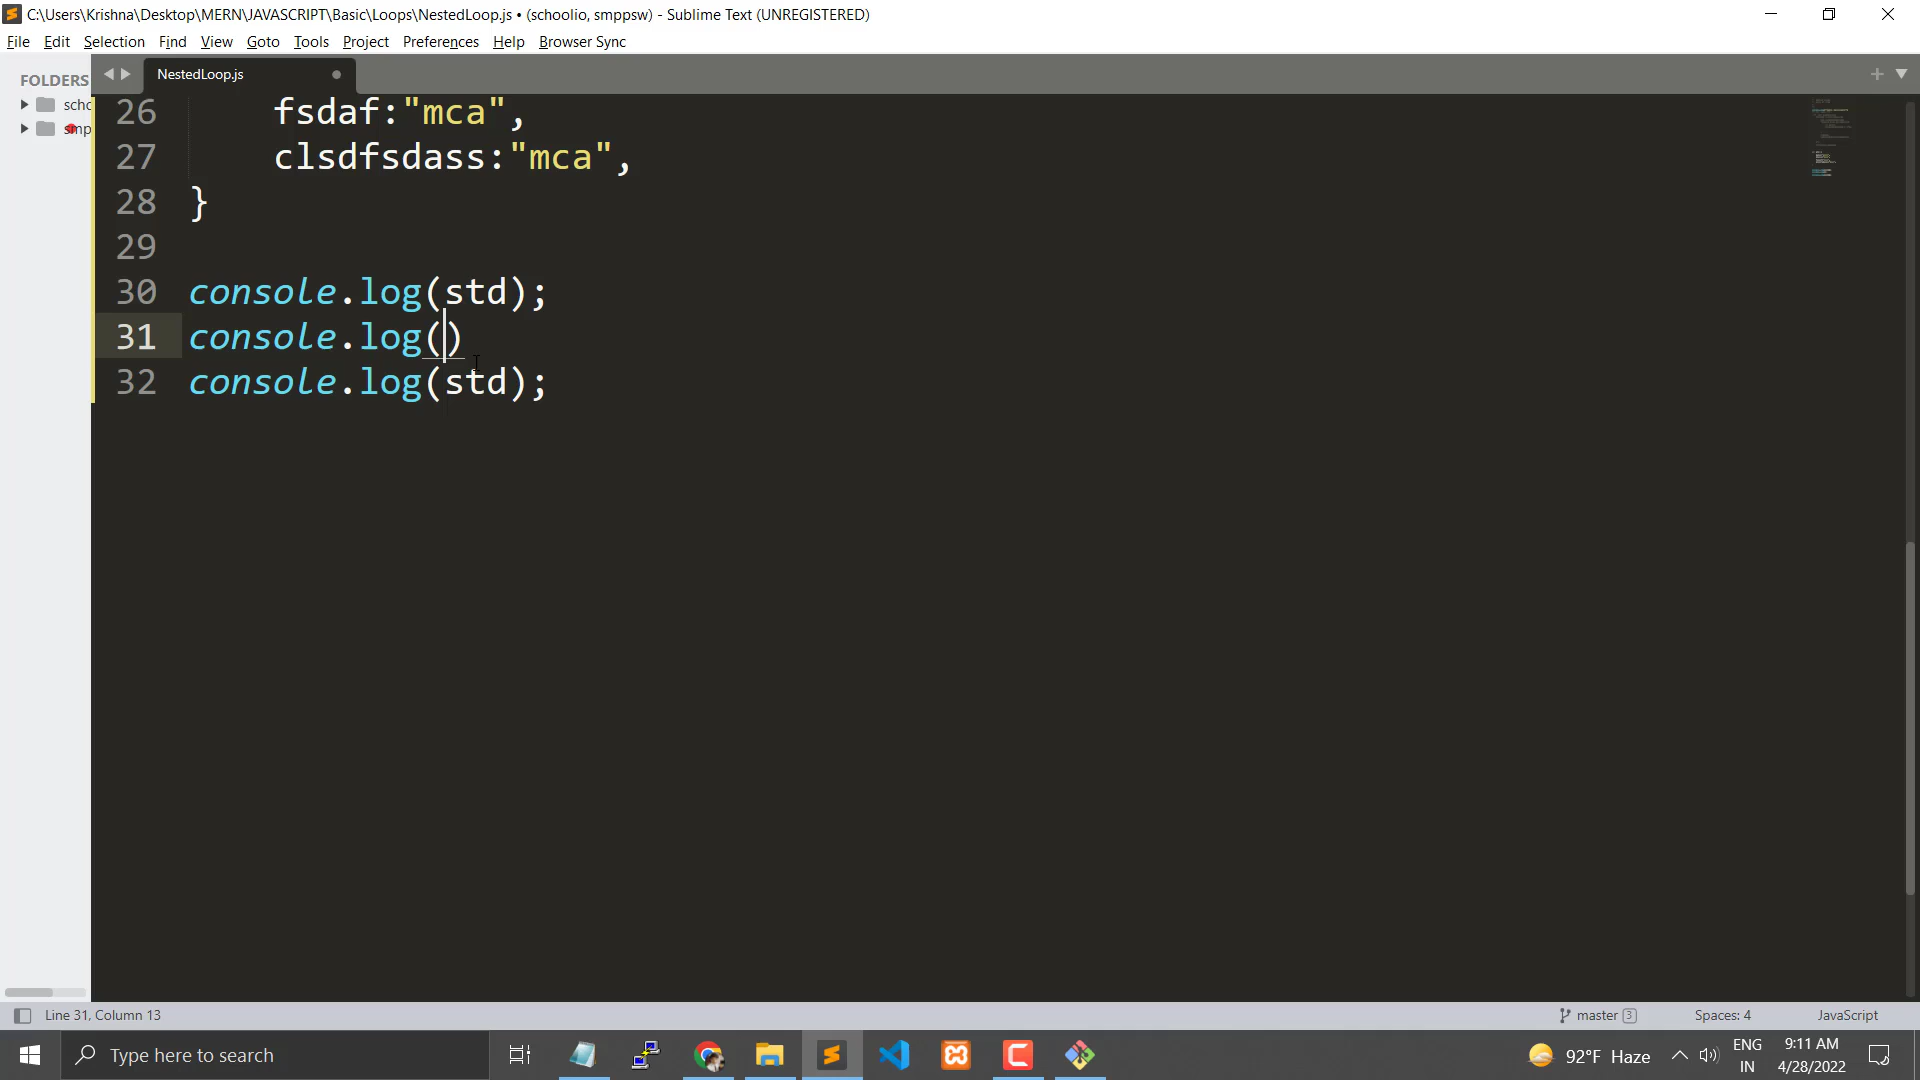 C:\Users\Krishna\Desktop\MERN\JAVASCRIPT\Basic\Loops\NestedLoop.js • (schoolio, smppsw) - Sublime Text (UNREGISTERED)
File Edit Selection Find View Goto Tools Project Preferences Help Browser Sync
FOLDERS
NestedLoop.js
scho
smp
26 fsdaf:"mca",
27 clsdfsdass:"mca",
28 }
29
30 console.log(std);
31 console.log()
32 console.log(std);
Line 31, Column 13
master 3
Spaces: 4
JavaScript
Type here to search
92°F Haze
ENG
IN
9:11 AM
4/28/2022